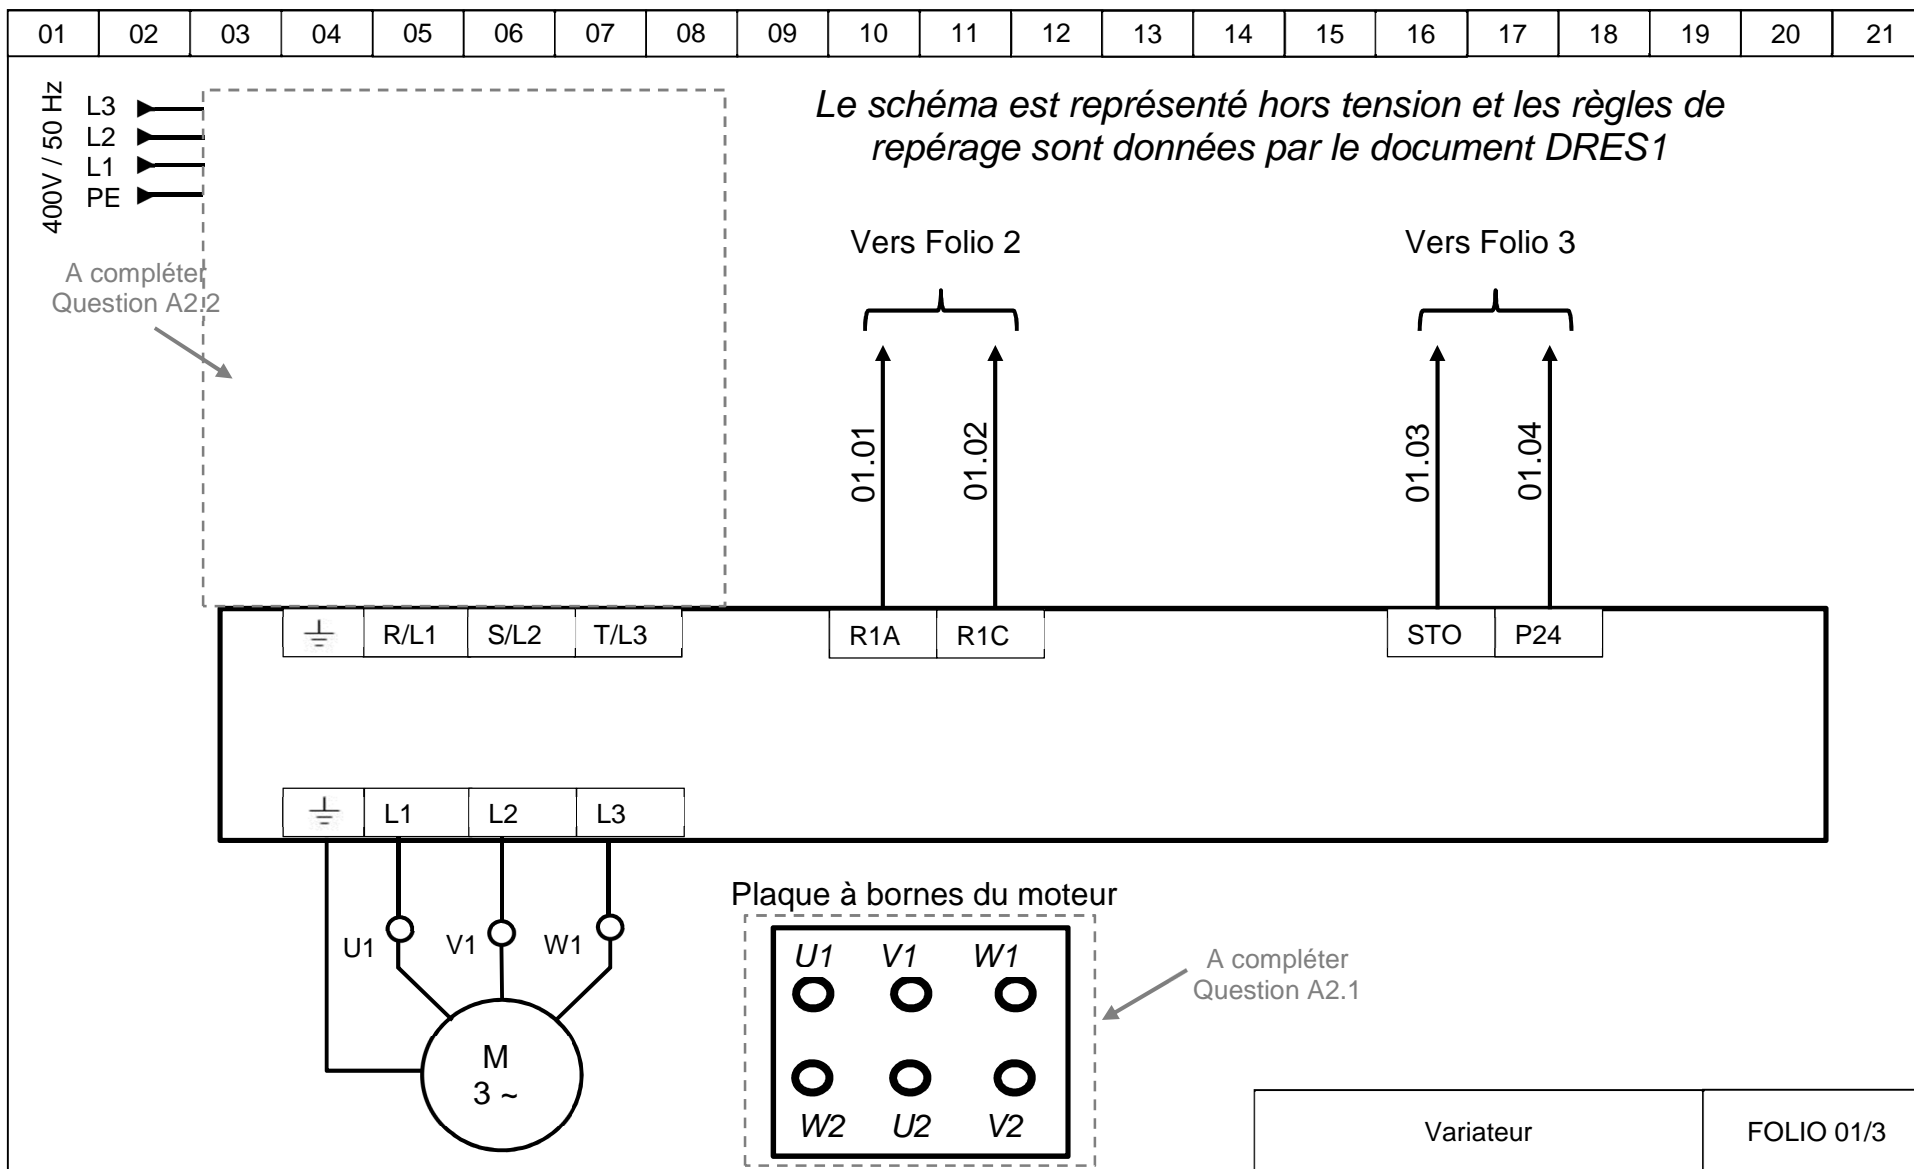 01 02 03 04 05 06 07 08 09 10 11 12 13 14 15 16 17 18 19 20 21
400V / 50 Hz
L3
L2
L1
PE
Le schéma est représenté hors tension et les règles de
repérage sont données par le document DRES1
A compléter
Question A2.2
Vers Folio 2
Vers Folio 3
01.01
01.02
01.03
01.04
R/L1 S/L2 T/L3
R1A R1C
STO P24
L1 L2 L3
U1 V1 W1
M
3 ~
Plaque à bornes du moteur
U1 V1 W1
W2 U2 V2
A compléter
Question A2.1
Variateur
FOLIO 01/3